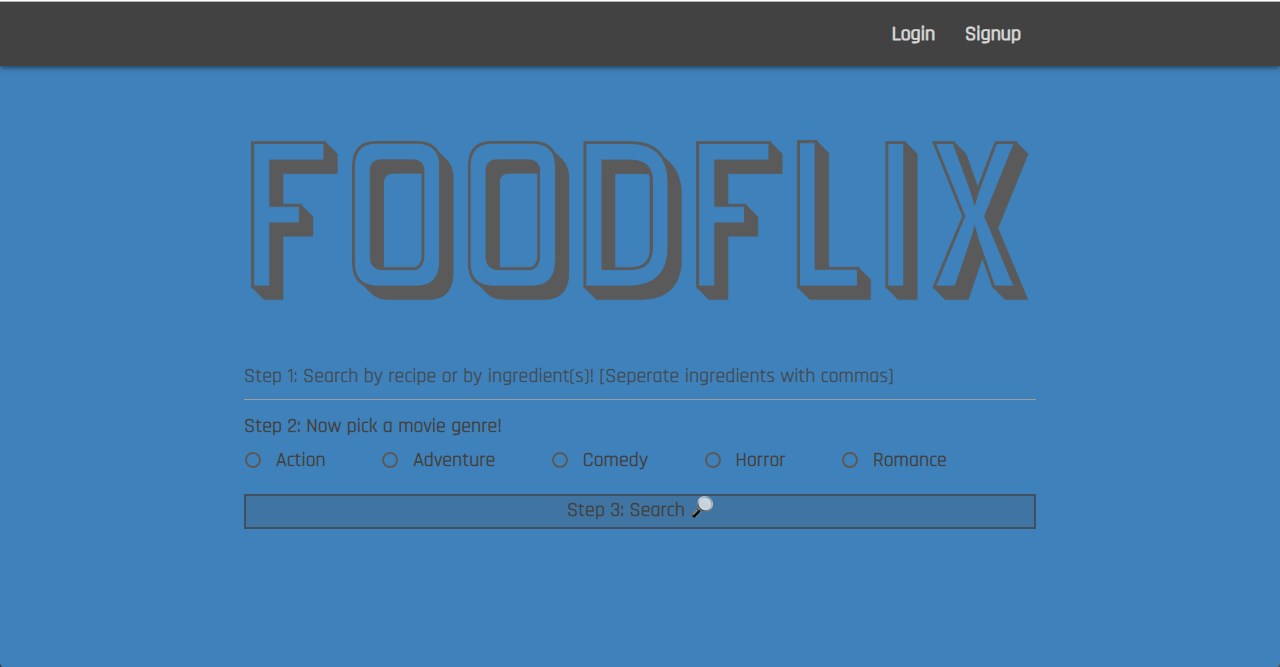 Login Signup
FOODFLIX
Step 1: Search by recipe or by ingredient(s)! [Seperate ingredients with commas]
Step 2: Now pick a movie genre!
Action Adventure Comedy Horror Romance
Step 3: Search 🔎